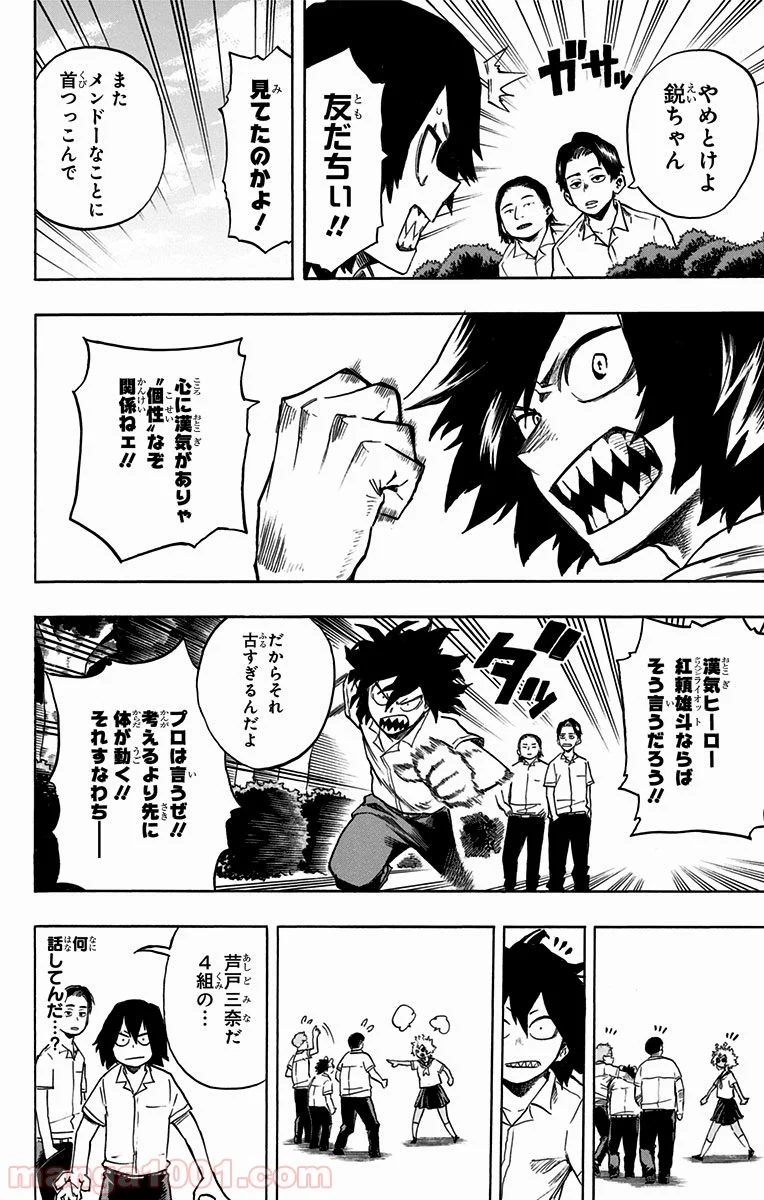 やめとけよ
鋭ちゃん
ガサッ
友だちぃ!!
見てたのかよ!
また
メンドーなことに
首つっこんで
心に漢気がありゃ
“個性”なぞ
関係ねェ!!
漢気ヒーロー
紅頼雄斗ならば
そう言うだろう!!
ダッ
だからそれ
古すぎるんだよ
プロは言うぜ!!
考えるより先に
体が動く!!
それすなわち──
芦戸三奈だ
4組の…
何
話してんだ…?
manga1001.com